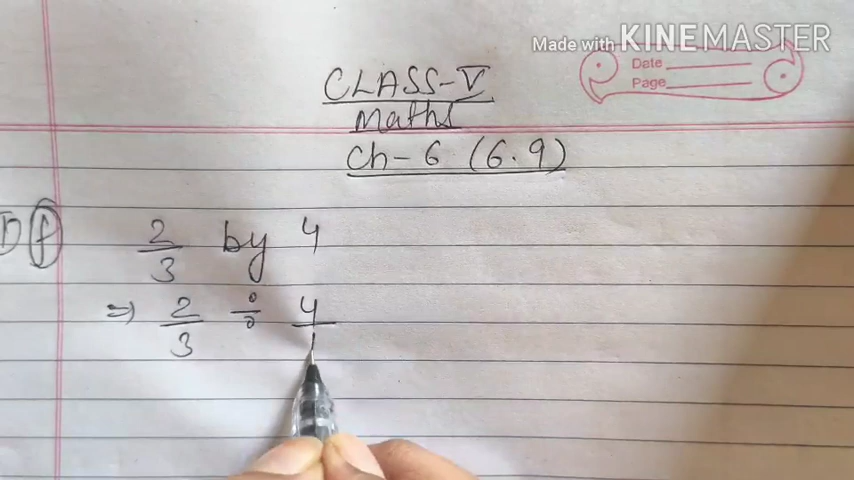 Made with KINEMASTER
Date
Page
CLASS-V
Maths
Ch-6 (6.9)
f 2/3 by 4
⇒ 2/3 ÷ 4/1